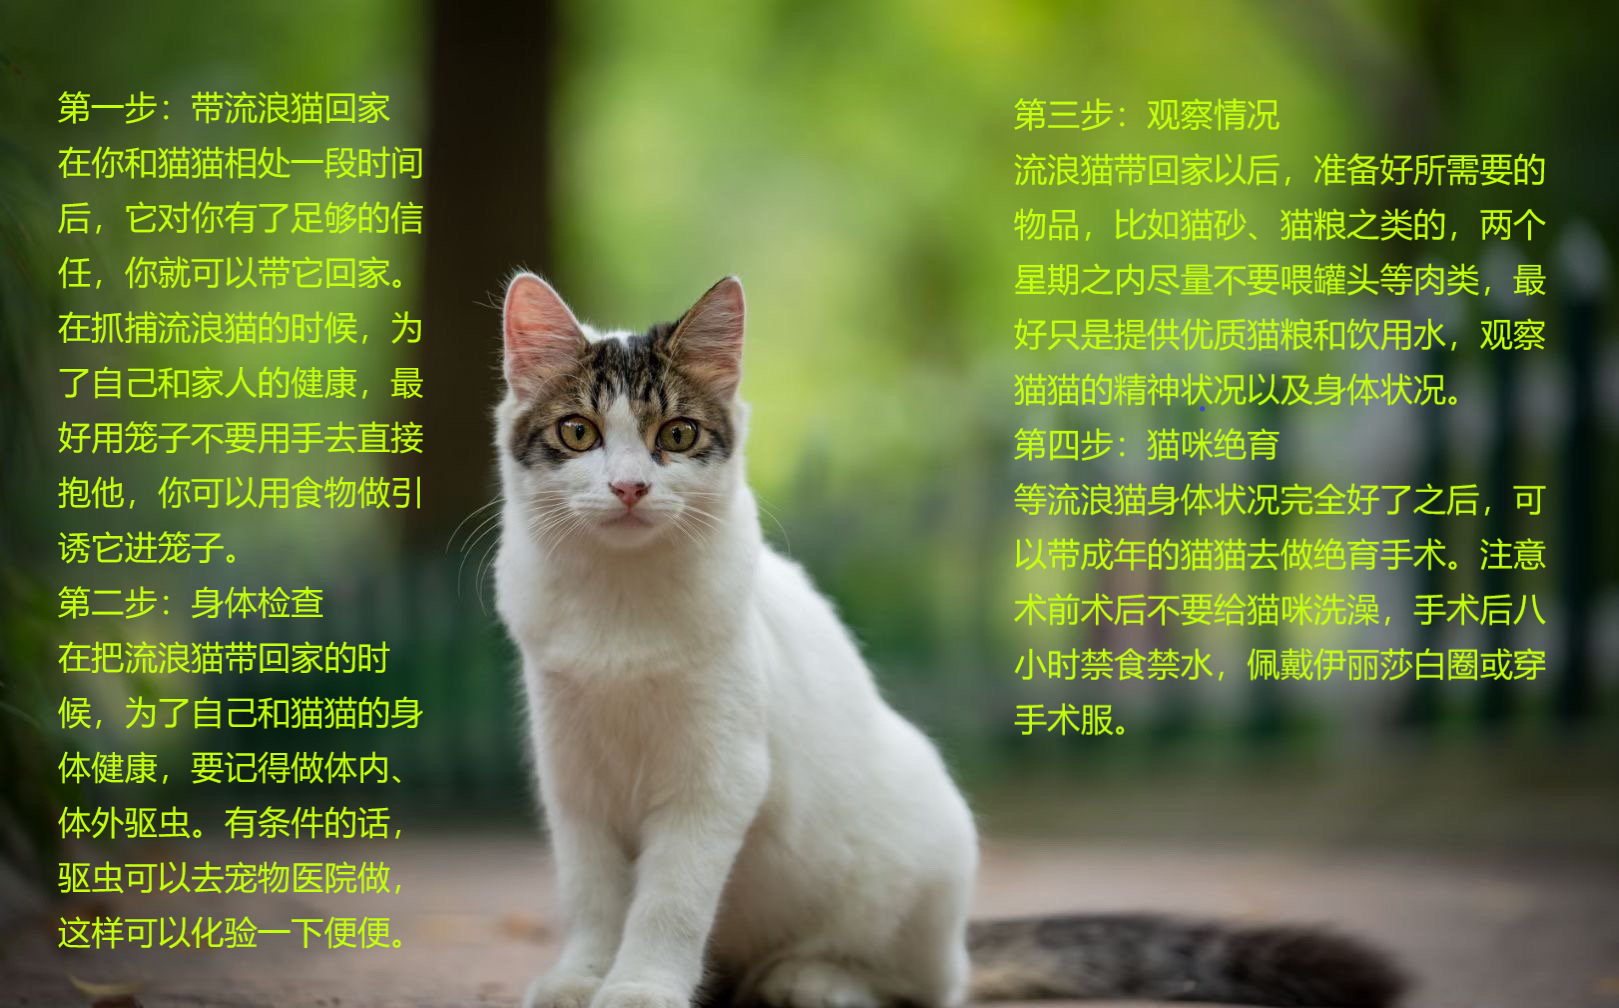 第一步：带流浪猫回家
在你和猫猫相处一段时间
后，它对你有了足够的信
任，你就可以带它回家。
在抓捕流浪猫的时候，为
了自己和家人的健康，最
好用笼子不要用手去直接
抱他，你可以用食物做引
诱它进笼子。
第二步：身体检查
在把流浪猫带回家的时
候，为了自己和猫猫的身
体健康，要记得做体内、
体外驱虫。有条件的话，
驱虫可以去宠物医院做，
这样可以化验一下便便。
第三步：观察情况
流浪猫带回家以后，准备好所需要的
物品，比如猫砂、猫粮之类的，两个
星期之内尽量不要喂罐头等肉类，最
好只是提供优质猫粮和饮用水，观察
猫猫的精神状况以及身体状况。
第四步：猫咪绝育
等流浪猫身体状况完全好了之后，可
以带成年的猫猫去做绝育手术。注意
术前术后不要给猫咪洗澡，手术后八
小时禁食禁水，佩戴伊丽莎白圈或穿
手术服。